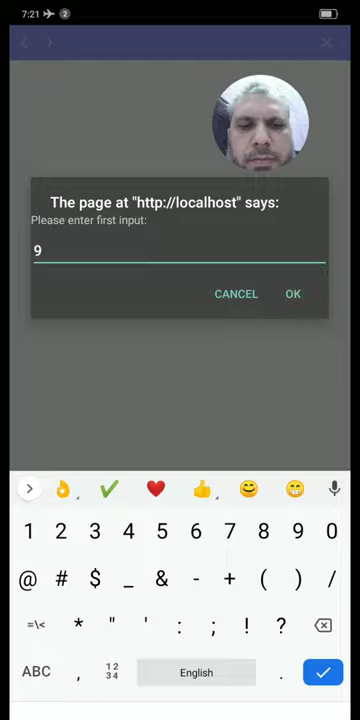 7:21 2
The page at "http://localhost" says:
Please enter first input:
9
CANCEL OK
1 2 3 4 5 6 7 8 9 0
@ # $ _ & - + ( ) /
=\< * " ' : ; ! ?
ABC , 12 34 English .